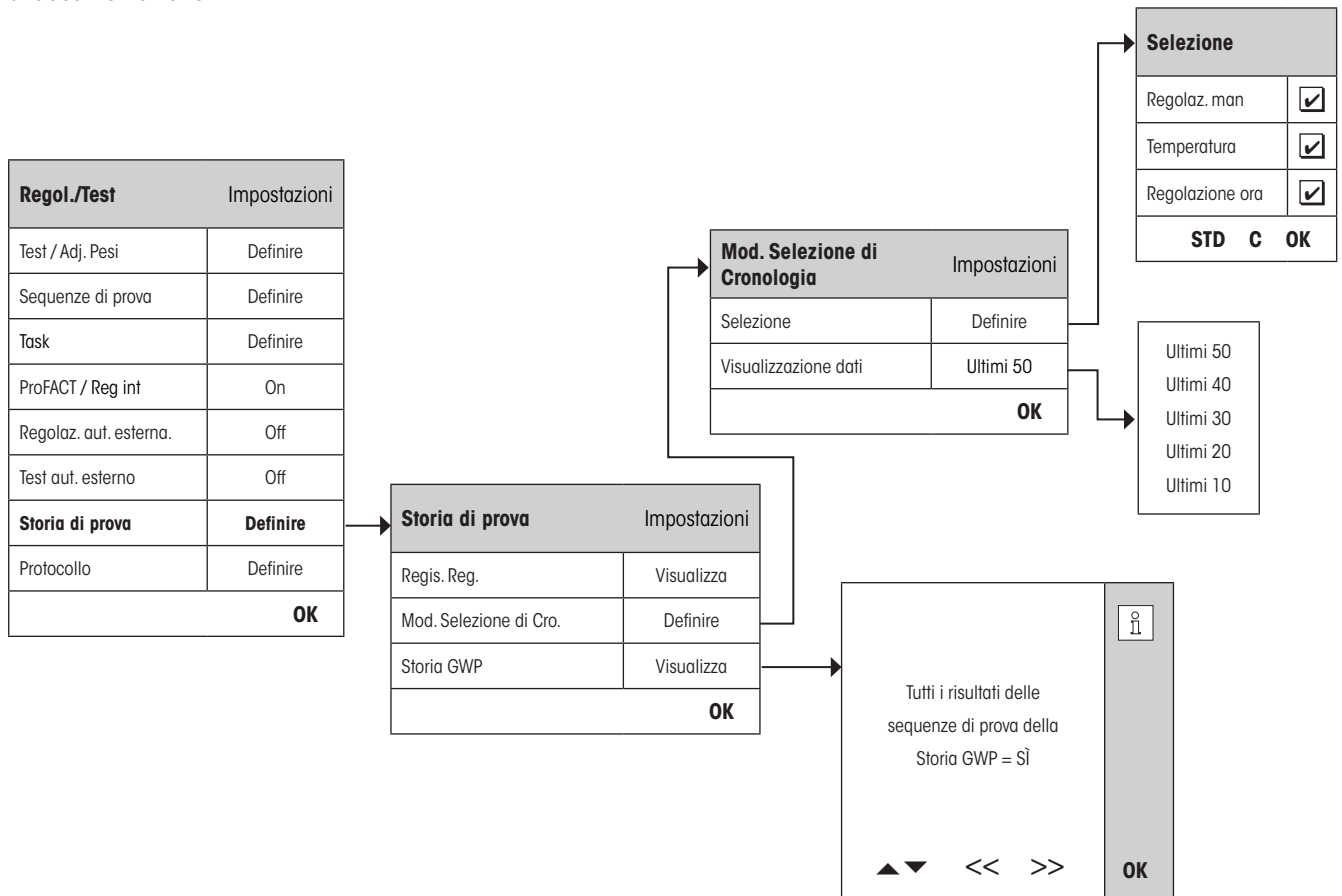 Regol./Test Impostazioni
Test / Adj. Pesi Definire
Sequenze di prova Definire
Task Definire
ProFACT / Reg int On
Regolaz. aut. esterna. Off
Test aut. esterno Off
Storia di prova Definire
Protocollo Definire
OK
Storia di prova Impostazioni
Regis. Reg. Visualizza
Mod. Selezione di Cro. Definire
Storia GWP Visualizza
OK
Mod. Selezione di
Cronologia Impostazioni
Selezione Definire
Visualizzazione dati Ultimi 50
OK
Selezione
Regolaz. man
Temperatura
Regolazione ora
STD C OK
Ultimi 50
Ultimi 40
Ultimi 30
Ultimi 20
Ultimi 10
Tutti i risultati delle
sequenze di prova della
Storia GWP = SÌ
<< >> OK